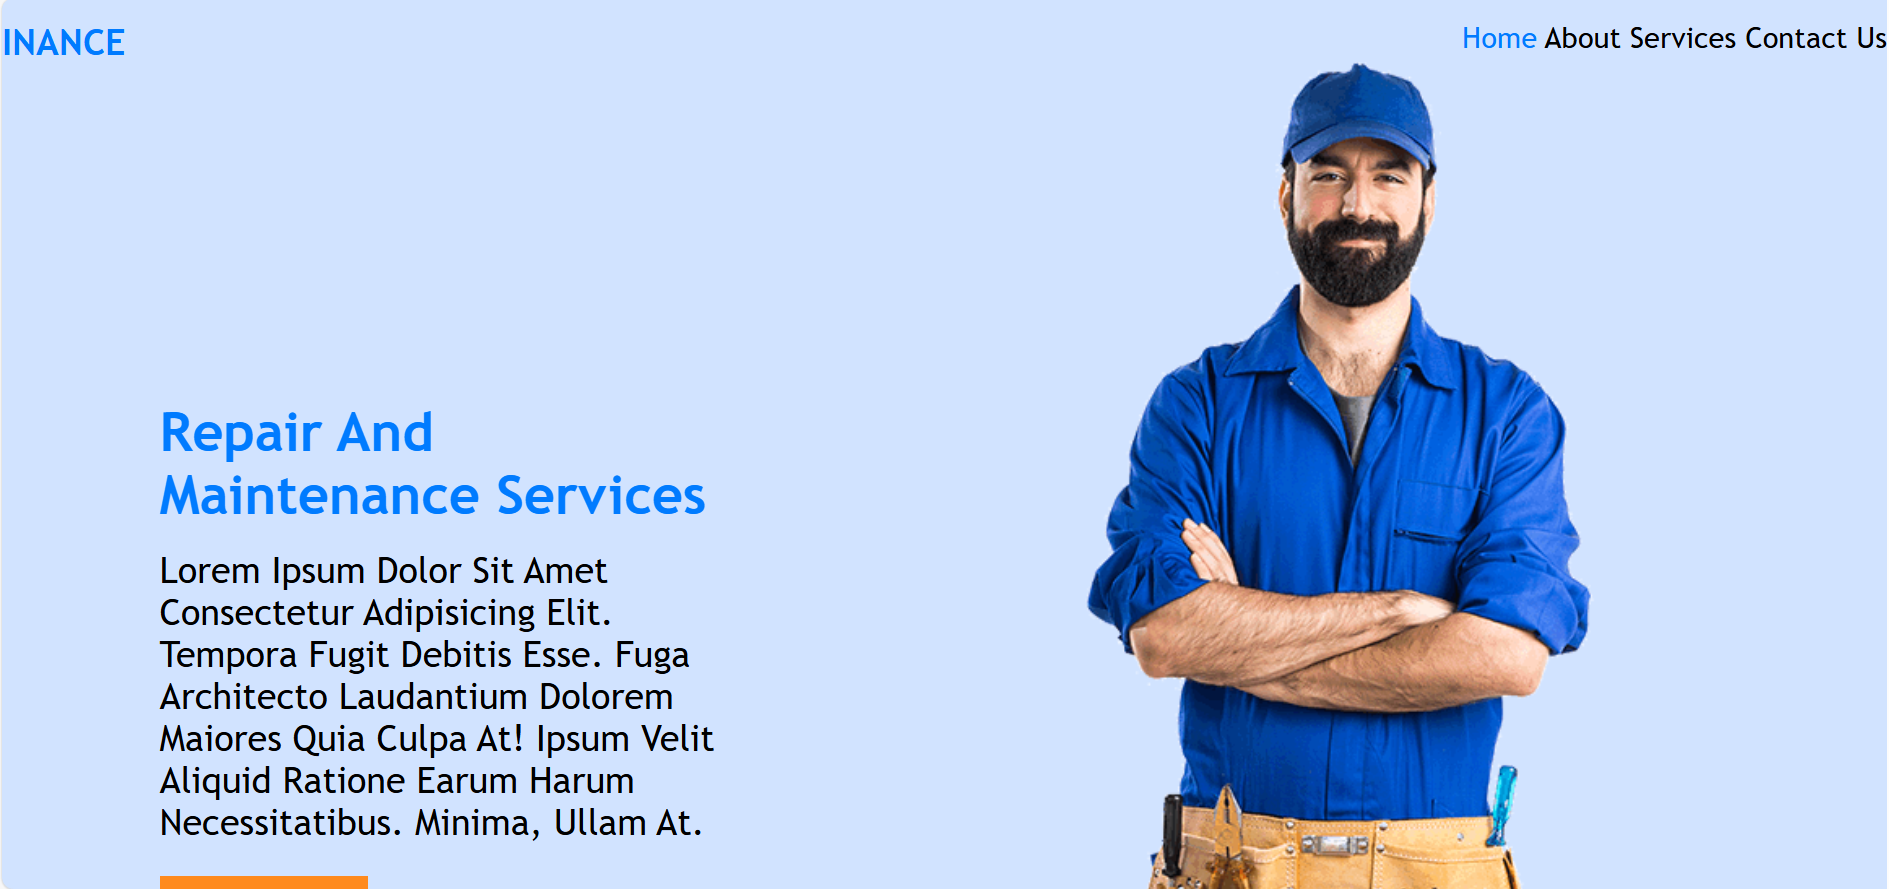 INANCE
Home About Services Contact Us
Repair And
Maintenance Services
Lorem Ipsum Dolor Sit Amet
Consectetur Adipisicing Elit.
Tempora Fugit Debitis Esse. Fuga
Architecto Laudantium Dolorem
Maiores Quia Culpa At! Ipsum Velit
Aliquid Ratione Earum Harum
Necessitatibus. Minima, Ullam At.